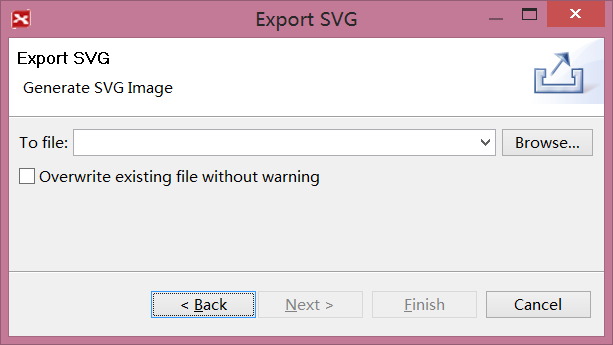 Export SVG
Export SVG
Generate SVG Image
To file:
Browse...
Overwrite existing file without warning
< Back
Next >
Finish
Cancel